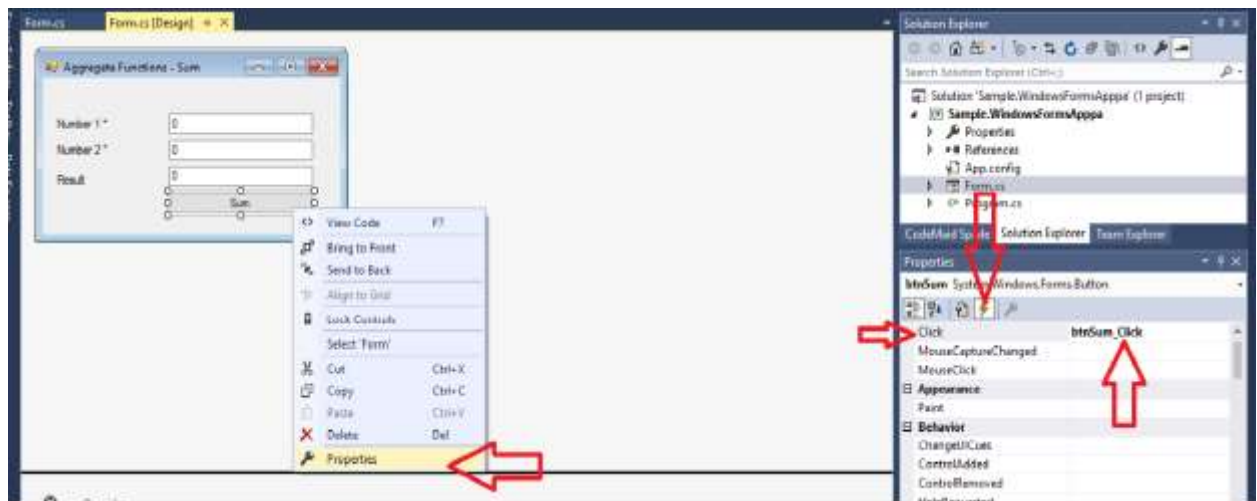 Form.cs
Form.cs [Design]
Aggregate Functions - Sum
Number 1 *
0
Number 2 *
0
Result
0
Sum
View Code F7
Bring to Front
Send to Back
Align to Grid
Lock Controls
Select 'Form'
Cut Ctrl+X
Copy Ctrl+C
Paste Ctrl+V
Delete Del
Properties
Solution Explorer
Search Solution Explorer (Ctrl+;)
Solution 'Sample.WindowsFormsApppa' (1 project)
Sample.WindowsFormsApppa
Properties
References
App.config
Form.cs
Program.cs
Solution Explorer
Team Explorer
Properties
btnSum System.Windows.Forms.Button
Click btnSum_Click
MouseCaptureChanged
MouseClick
Appearance
Paint
Behavior
ChangeUICues
ControlAdded
ControlRemoved